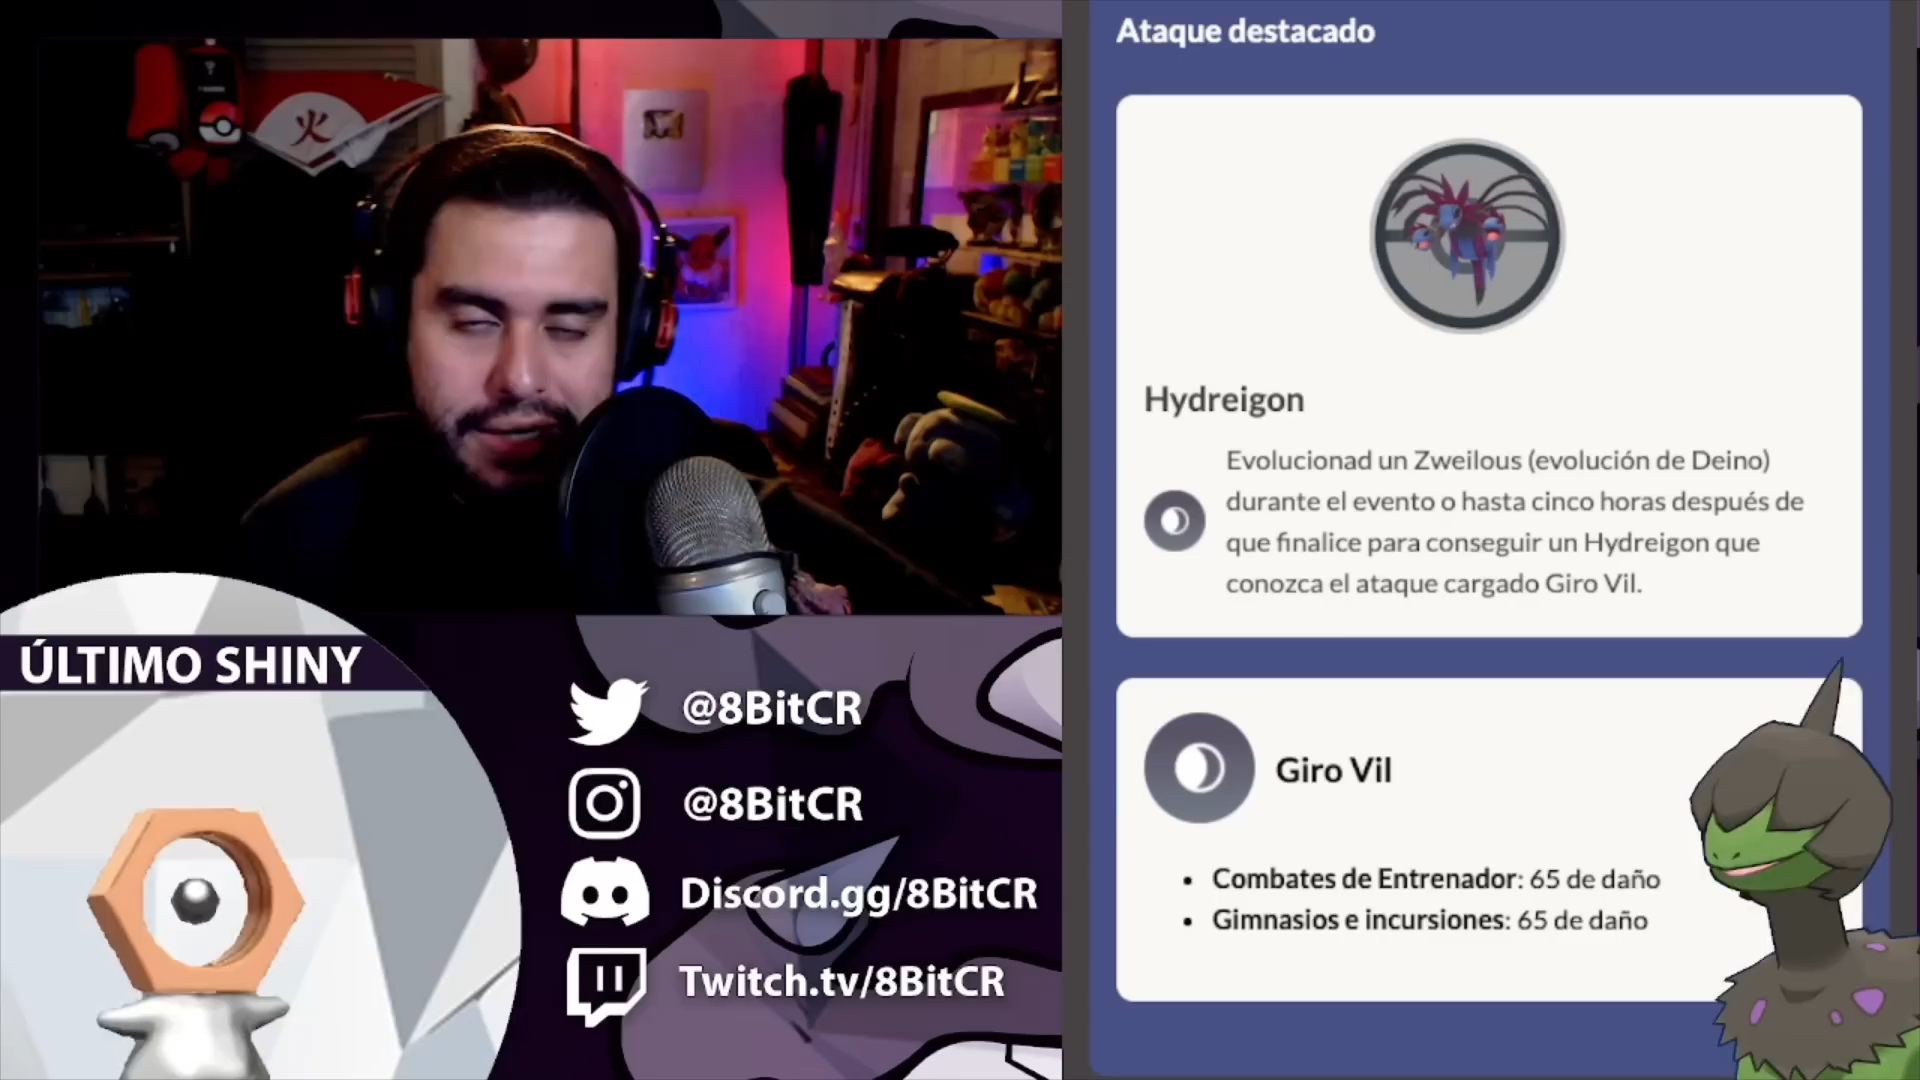 Ataque destacado
火
Hydreigon
Evolucionad un Zweilous (evolución de Deino)
durante el evento o hasta cinco horas después de
que finalice para conseguir un Hydreigon que
conozca el ataque cargado Giro Vil.
ÚLTIMO SHINY
@8BitCR
@8BitCR
Discord.gg/8BitCR
Twitch.tv/8BitCR
Giro Vil
• Combates de Entrenador: 65 de daño
• Gimnasios e incursiones: 65 de daño